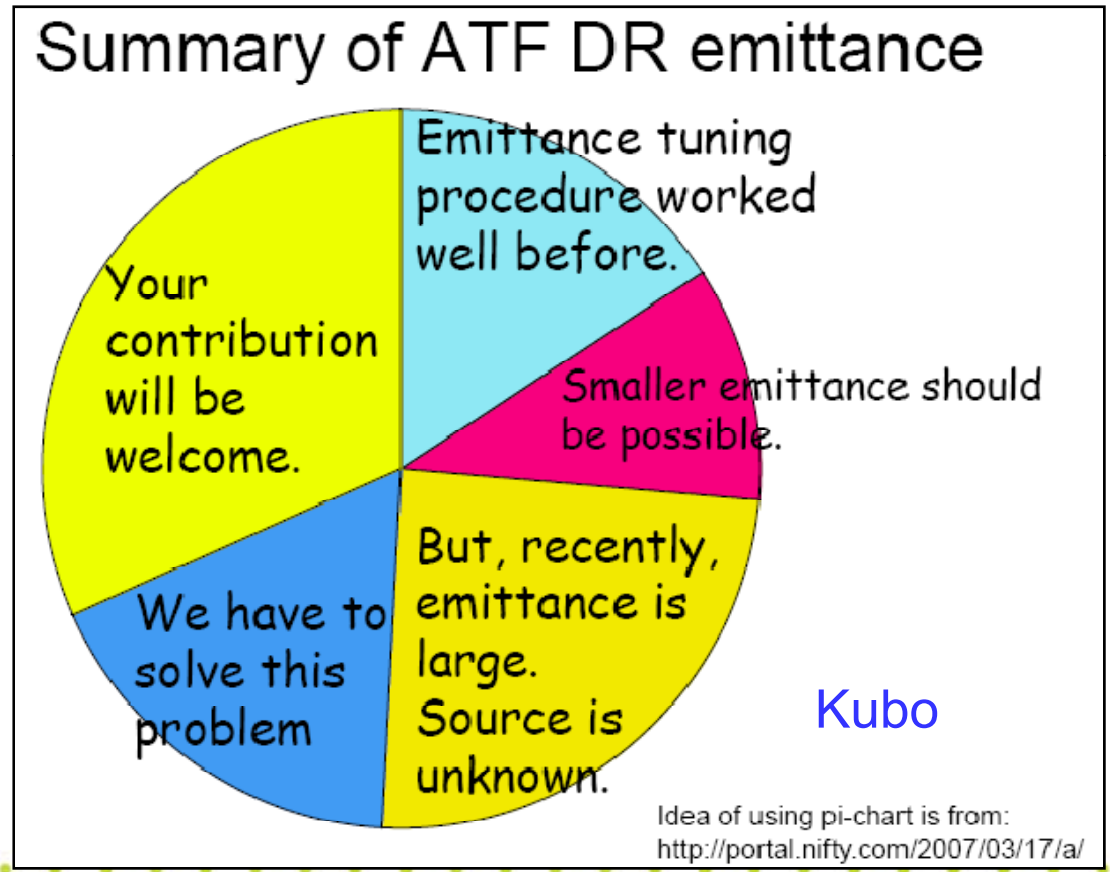 Summary of ATF DR emittance
Emittance tuning
procedure worked
well before.
Smaller emittance should
be possible.
But, recently,
emittance is
large.
Source is
unknown.
We have to
solve this
problem
Your
contribution
will be
welcome.
Kubo
Idea of using pi-chart is from:
http://portal.nifty.com/2007/03/17/a/